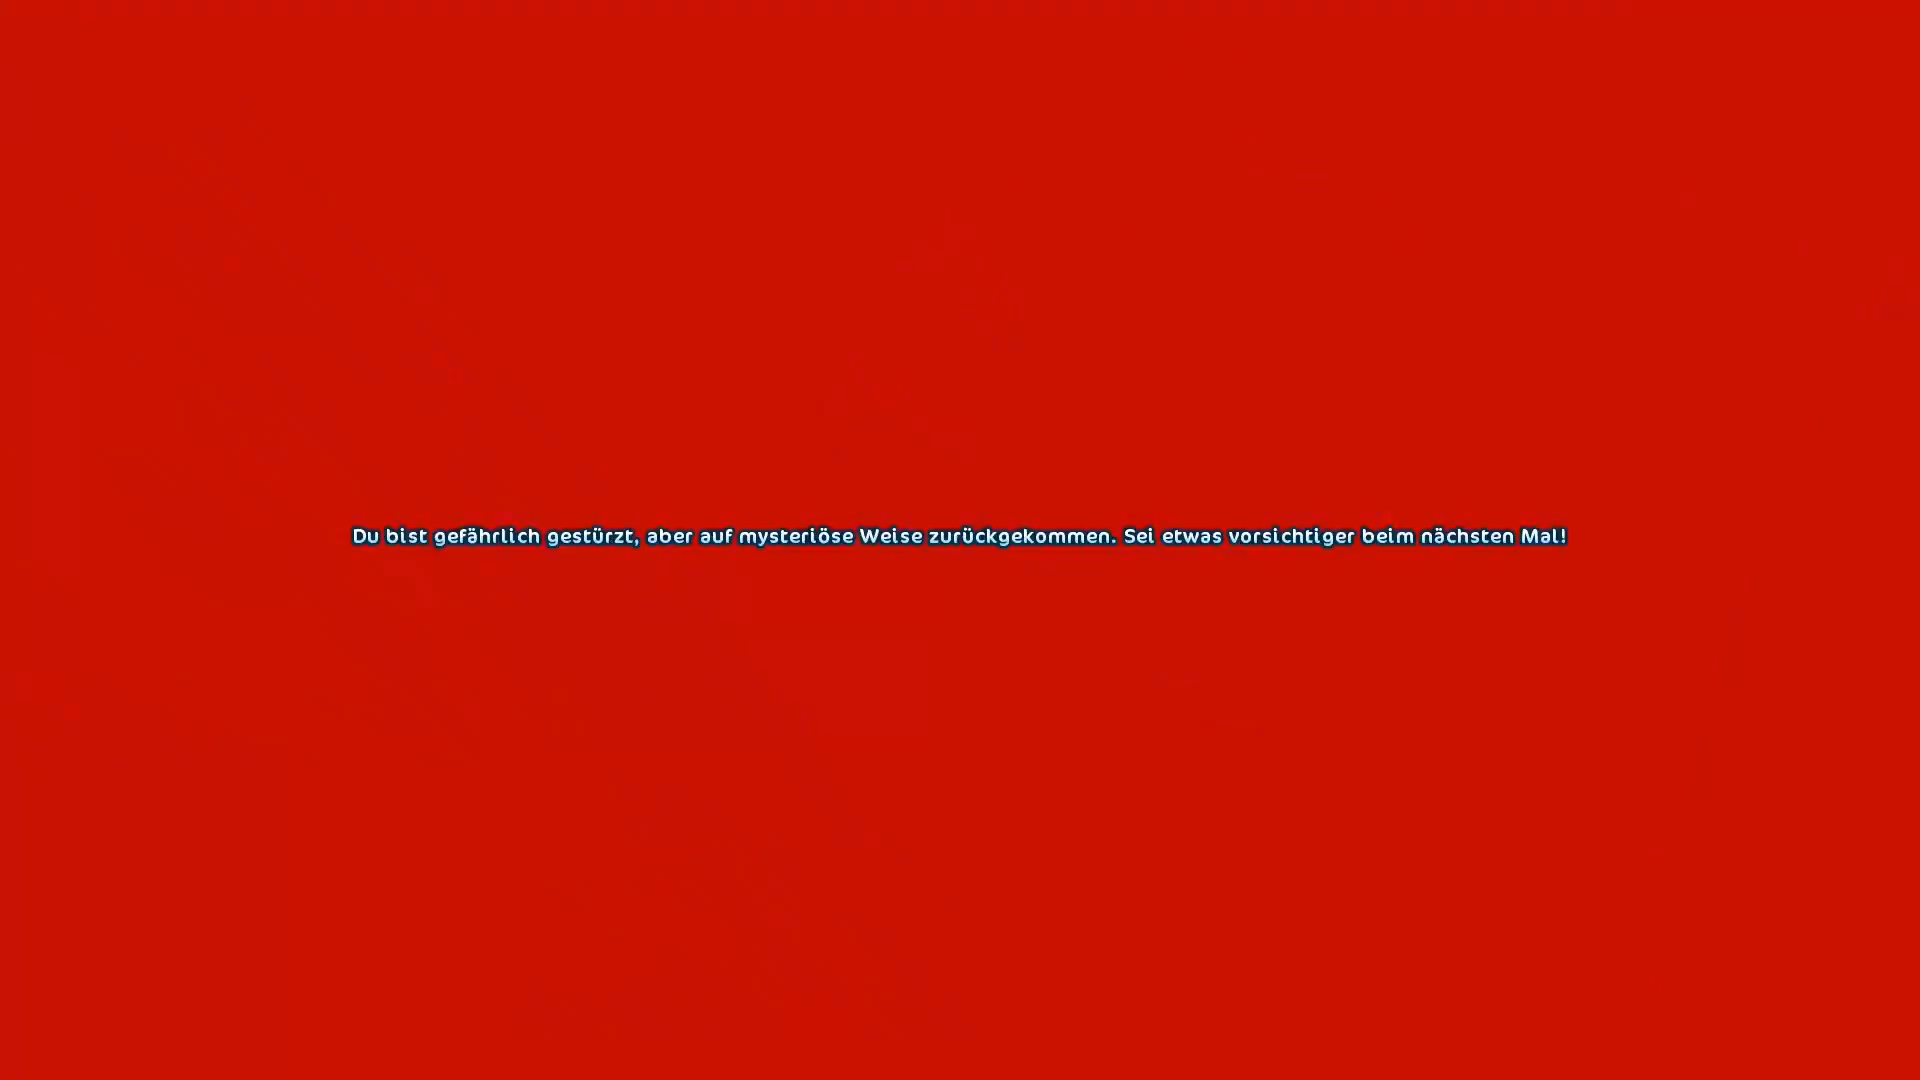 Du bist gefährlich gestürzt, aber auf mysteriöse Weise zurückgekommen. Sei etwas vorsichtiger beim nächsten Mal!